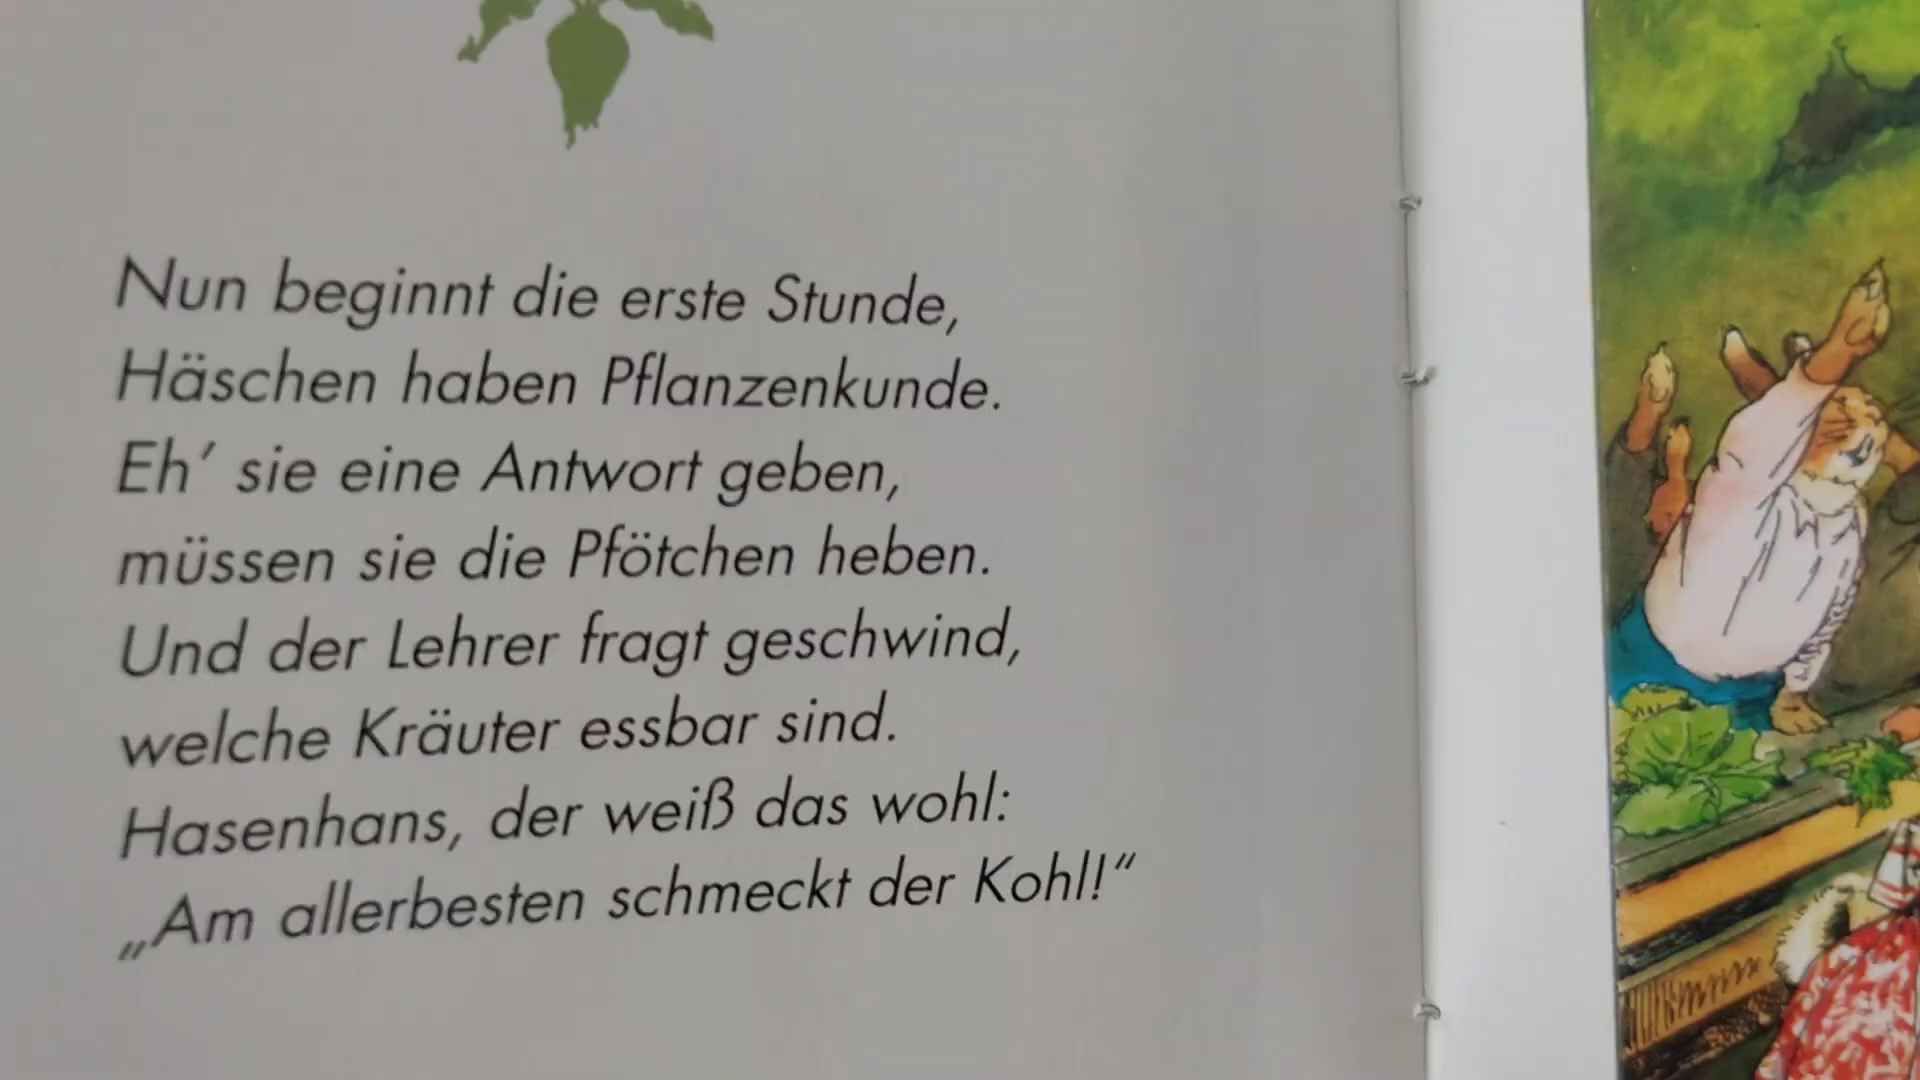 Nun beginnt die erste Stunde,
Häschen haben Pflanzenkunde.
Eh’ sie eine Antwort geben,
müssen sie die Pfötchen heben.
Und der Lehrer fragt geschwind,
welche Kräuter essbar sind.
Hasenhans, der weiß das wohl:
„Am allerbesten schmeckt der Kohl!“